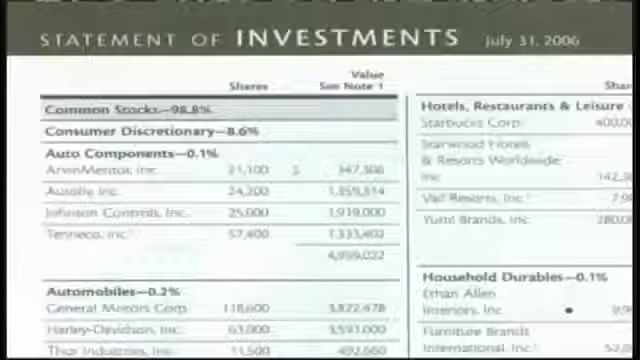 STATEMENT OF INVESTMENTS July 31, 2006
Shares Value
See Note 1
Common Stocks—98.8%
Consumer Discretionary—8.6%
Auto Components—0.1%
ArvinMeritor, Inc. 21,100 $ 347,306
Autoliv, Inc. 24,200 1,359,314
Johnson Controls, Inc. 25,000 1,919,000
Tenneco, Inc. 57,400 1,333,402
4,959,022
Automobiles—0.2%
General Motors Corp. 118,600 3,822,478
Harley-Davidson, Inc. 63,000 3,591,000
Thor Industries, Inc. 11,500 492,660
Hotels, Restaurants & Leisure
Starbucks Corp.
Starwood Hotels
& Resorts Worldwide
Inc.
Vail Resorts, Inc.
Yum! Brands, Inc.
Household Durables—0.1%
Ethan Allen
Interiors, Inc.
Furniture Brands
International, Inc.